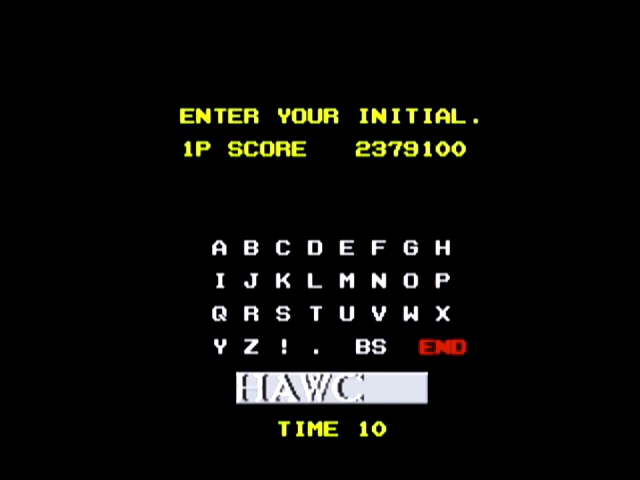 ENTER YOUR INITIAL.
1P SCORE 2379100
A B C D E F G H
I J K L M N O P
Q R S T U V W X
Y Z ! . BS END
HAWC
TIME 10